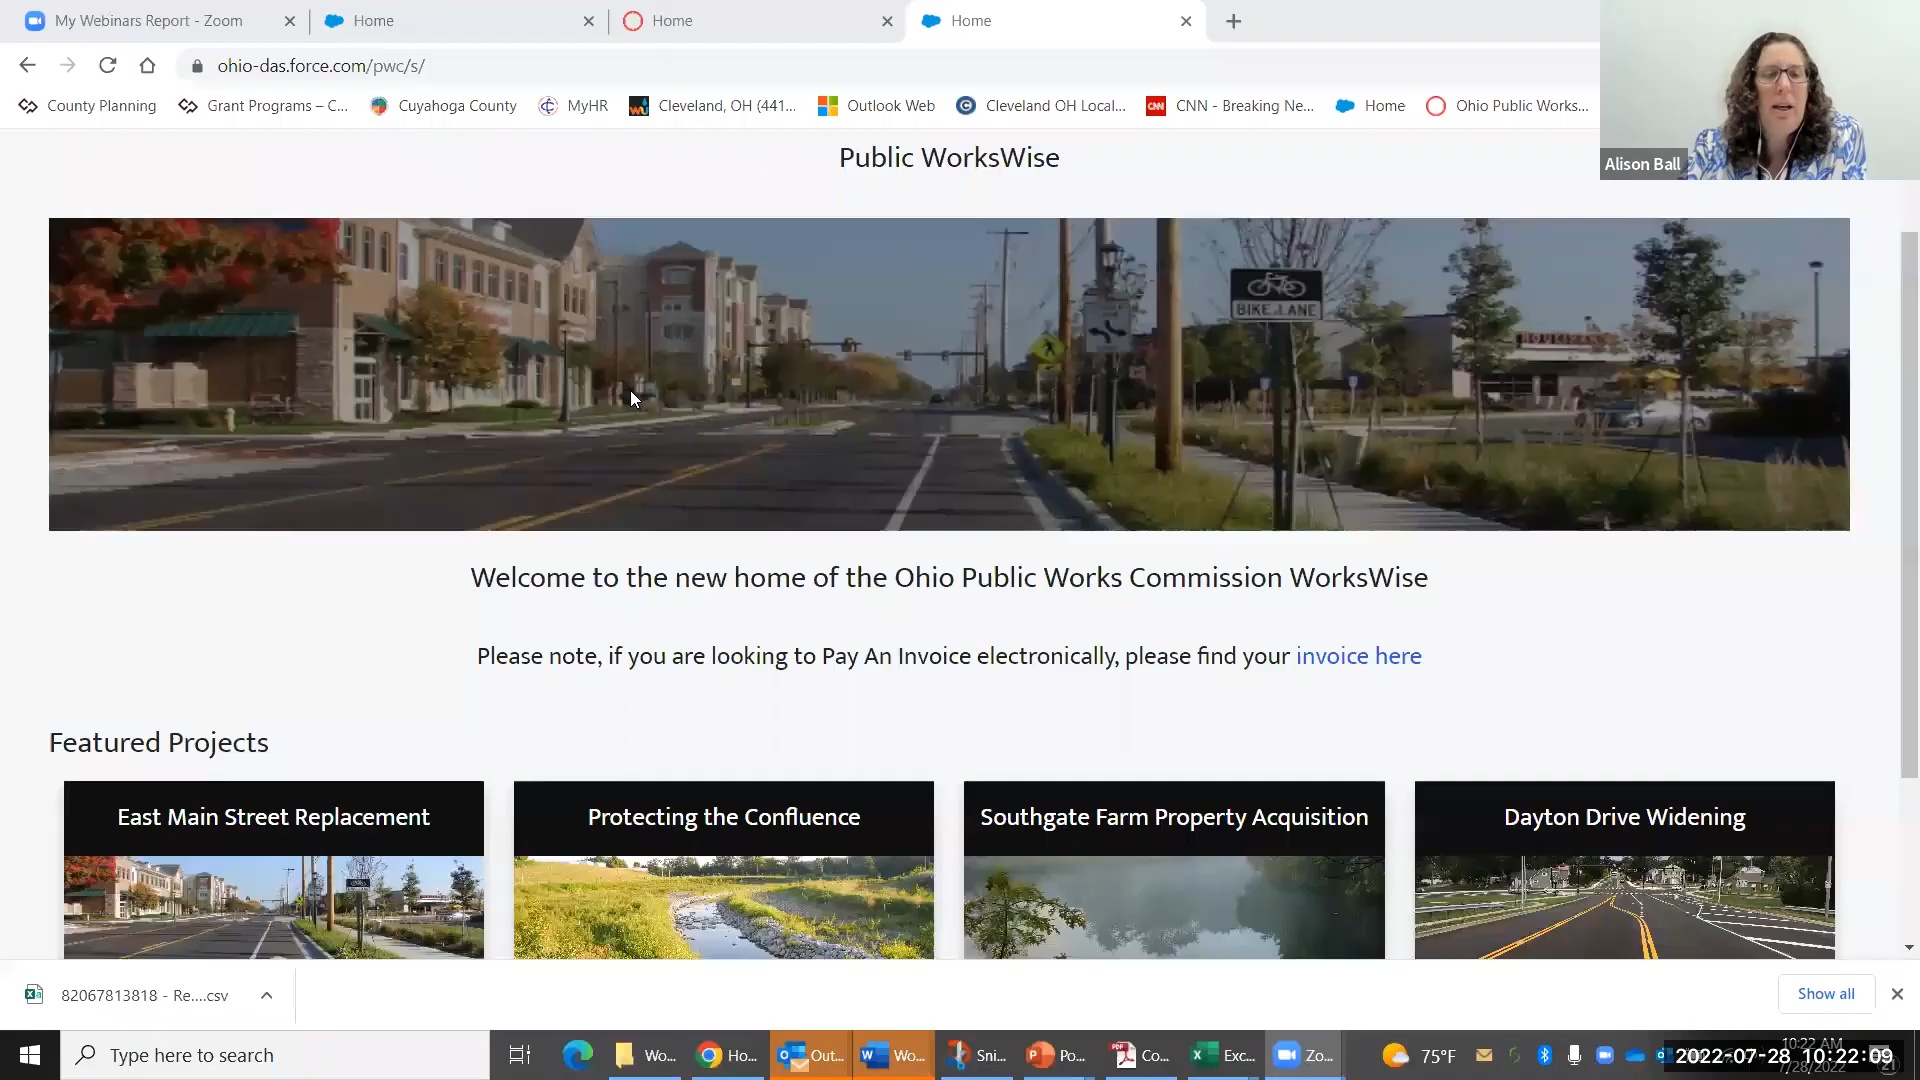 My Webinars Report - Zoom
Home
Home
Home
ohio-das.force.com/pwc/s/
County Planning
Grant Programs – C...
Cuyahoga County
MyHR
Cleveland, OH (441...
Outlook Web
Cleveland OH Local...
CNN
CNN - Breaking Ne...
Home
Ohio Public Works...
Alison Ball
Public WorksWise
BIKE LANE
Welcome to the new home of the Ohio Public Works Commission WorksWise
Please note, if you are looking to Pay An Invoice electronically, please find your invoice here
Featured Projects
East Main Street Replacement
Protecting the Confluence
Southgate Farm Property Acquisition
Dayton Drive Widening
82067813818 - Re....csv
Show all
Type here to search
Wo...
Ho...
Out...
Wo...
Sni...
Po...
Co...
Exc...
Zo...
75°F
10:22 AM
2022-07-28 10:22:09
7/28/2022
21